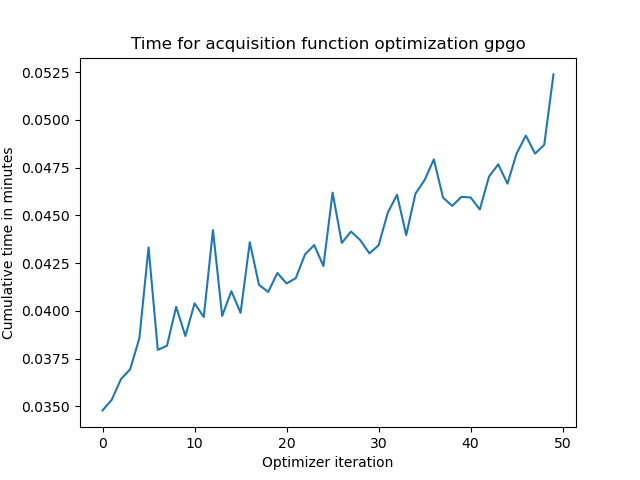 Time for acquisition function optimization gpgo
0.0525
0.0500
0.0475
0.0450
0.0425
0.0400
0.0375
0.0350
Cumulative time in minutes
0 10 20 30 40 50
Optimizer iteration